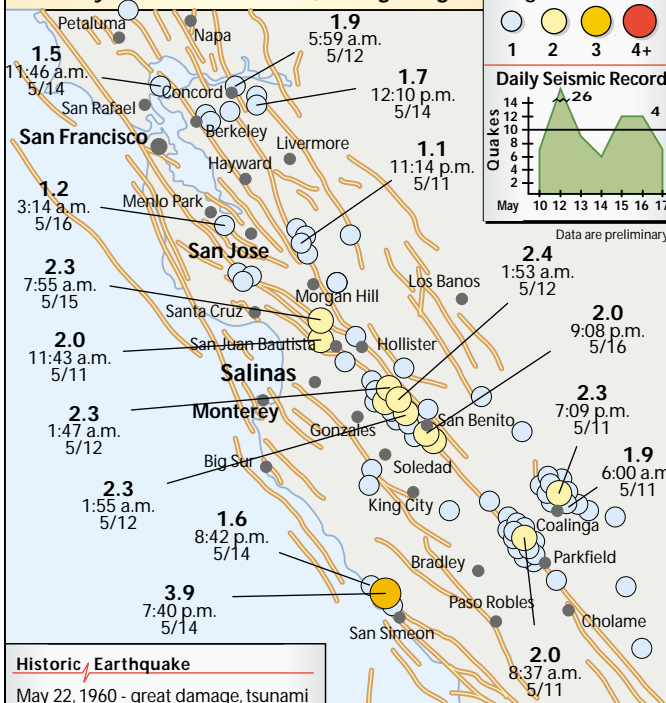 1 2 3 4+
Daily Seismic Record
Quakes
14
12
10
8
6
4
2
26
4
May 10 12 13 14 15 16 17
Data are preliminary
Petaluma
Napa
1.9
5:59 a.m.
5/12
1.5
11:46 a.m.
5/14
Concord
1.7
12:10 p.m.
5/14
San Rafael
Berkeley
San Francisco
Livermore
Hayward
1.1
11:14 p.m.
5/11
1.2
3:14 a.m.
5/16
Menlo Park
San Jose
2.4
1:53 a.m.
5/12
2.3
7:55 a.m.
5/15
Morgan Hill
Los Banos
Santa Cruz
2.0
9:08 p.m.
5/16
2.0
11:43 a.m.
5/11
San Juan Bautista
Hollister
Salinas
2.3
7:09 p.m.
5/11
2.3
1:47 a.m.
5/12
Monterey
Gonzales
San Benito
Big Sur
Soledad
1.9
6:00 a.m
5/11
2.3
1:55 a.m.
5/12
King City
1.6
8:42 p.m.
5/14
Coalinga
Bradley
Parkfield
3.9
7:40 p.m.
5/14
Paso Robles
Cholame
San Simeon
2.0
8:37 a.m.
5/11
Historic Earthquake
May 22, 1960 - great damage, tsunami